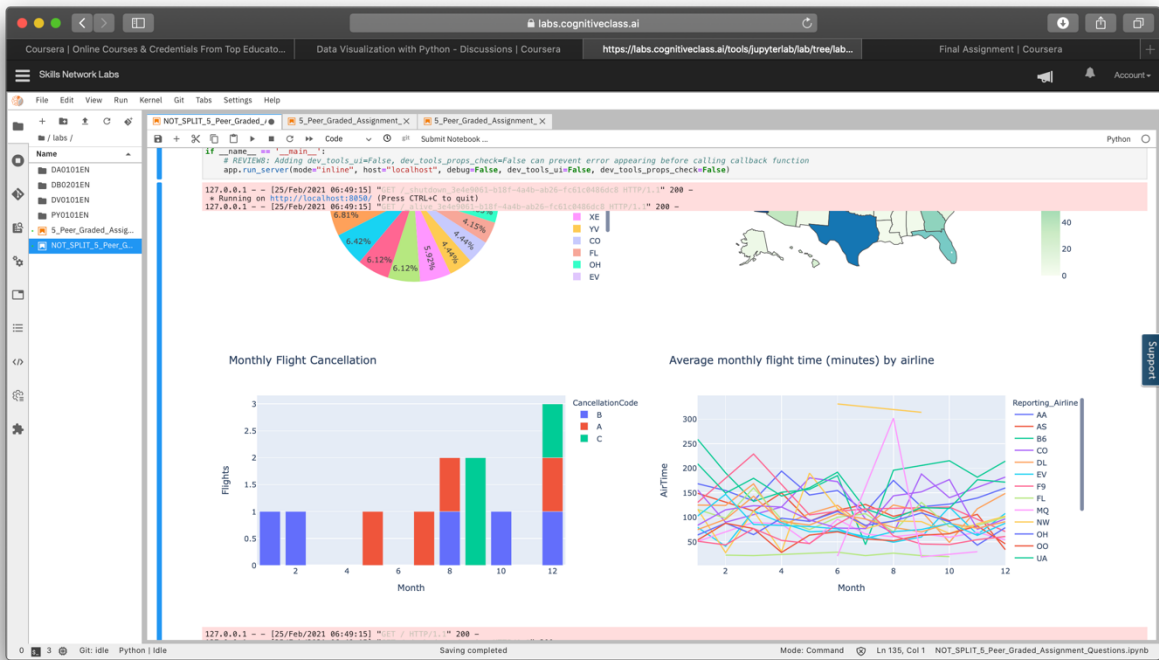 labs.cognitiveclass.ai
Coursera | Online Courses & Credentials From Top Educato...
Data Visualization with Python - Discussions | Coursera
https://labs.cognitiveclass.ai/tools/jupyterlab/lab/tree/lab...
Final Assignment | Coursera
Skills Network Labs
Account
File Edit View Run Kernel Git Tabs Settings Help
NOT_SPLIT_5_Peer_Graded_A
5_Peer_Graded_Assignment_
5_Peer_Graded_Assignment_
Code
Submit Notebook ...
Python
/ labs /
Name
DA0101EN
DB0201EN
DV0101EN
PY0101EN
5_Peer_Graded_Assig...
NOT_SPLIT_5_Peer_G...
if __name__ == '__main__':
# REVIEW8: Adding dev_tools_ui=False, dev_tools_props_check=False can prevent error appearing before calling callback function
app.run_server(mode="inline", host="localhost", debug=False, dev_tools_ui=False, dev_tools_props_check=False)
127.0.0.1 - - [25/Feb/2021 06:49:15] "GET /_shutdown_3e4e9061-b18f-4a4b-ab26-fc61c0486dc8 HTTP/1.1" 200 -
* Running on http://localhost:8050/ (Press CTRL+C to quit)
127.0.0.1 - - [25/Feb/2021 06:49:15] "GET /_alive_3e4e9061-b18f-4a4b-ab26-fc61c0486dc8 HTTP/1.1" 200 -
6.81%
6.42%
6.12%
6.12%
5.92%
4.44%
4.44%
4.15%
XE
YV
CO
FL
OH
EV
40
20
0
Support
Monthly Flight Cancellation
CancellationCode
B
A
C
3
2.5
2
1.5
1
0.5
0
Flights
2 4 6 8 10 12
Month
Average monthly flight time (minutes) by airline
Reporting_Airline
AA
AS
B6
CO
DL
EV
F9
FL
MQ
NW
OH
OO
UA
300
250
200
150
100
50
AirTime
2 4 6 8 10 12
Month
127.0.0.1 - - [25/Feb/2021 06:49:15] "GET / HTTP/1.1" 200 -
0 3 Git: idle Python | Idle
Saving completed
Mode: Command
Ln 135, Col 1
NOT_SPLIT_5_Peer_Graded_Assignment_Questions.ipynb